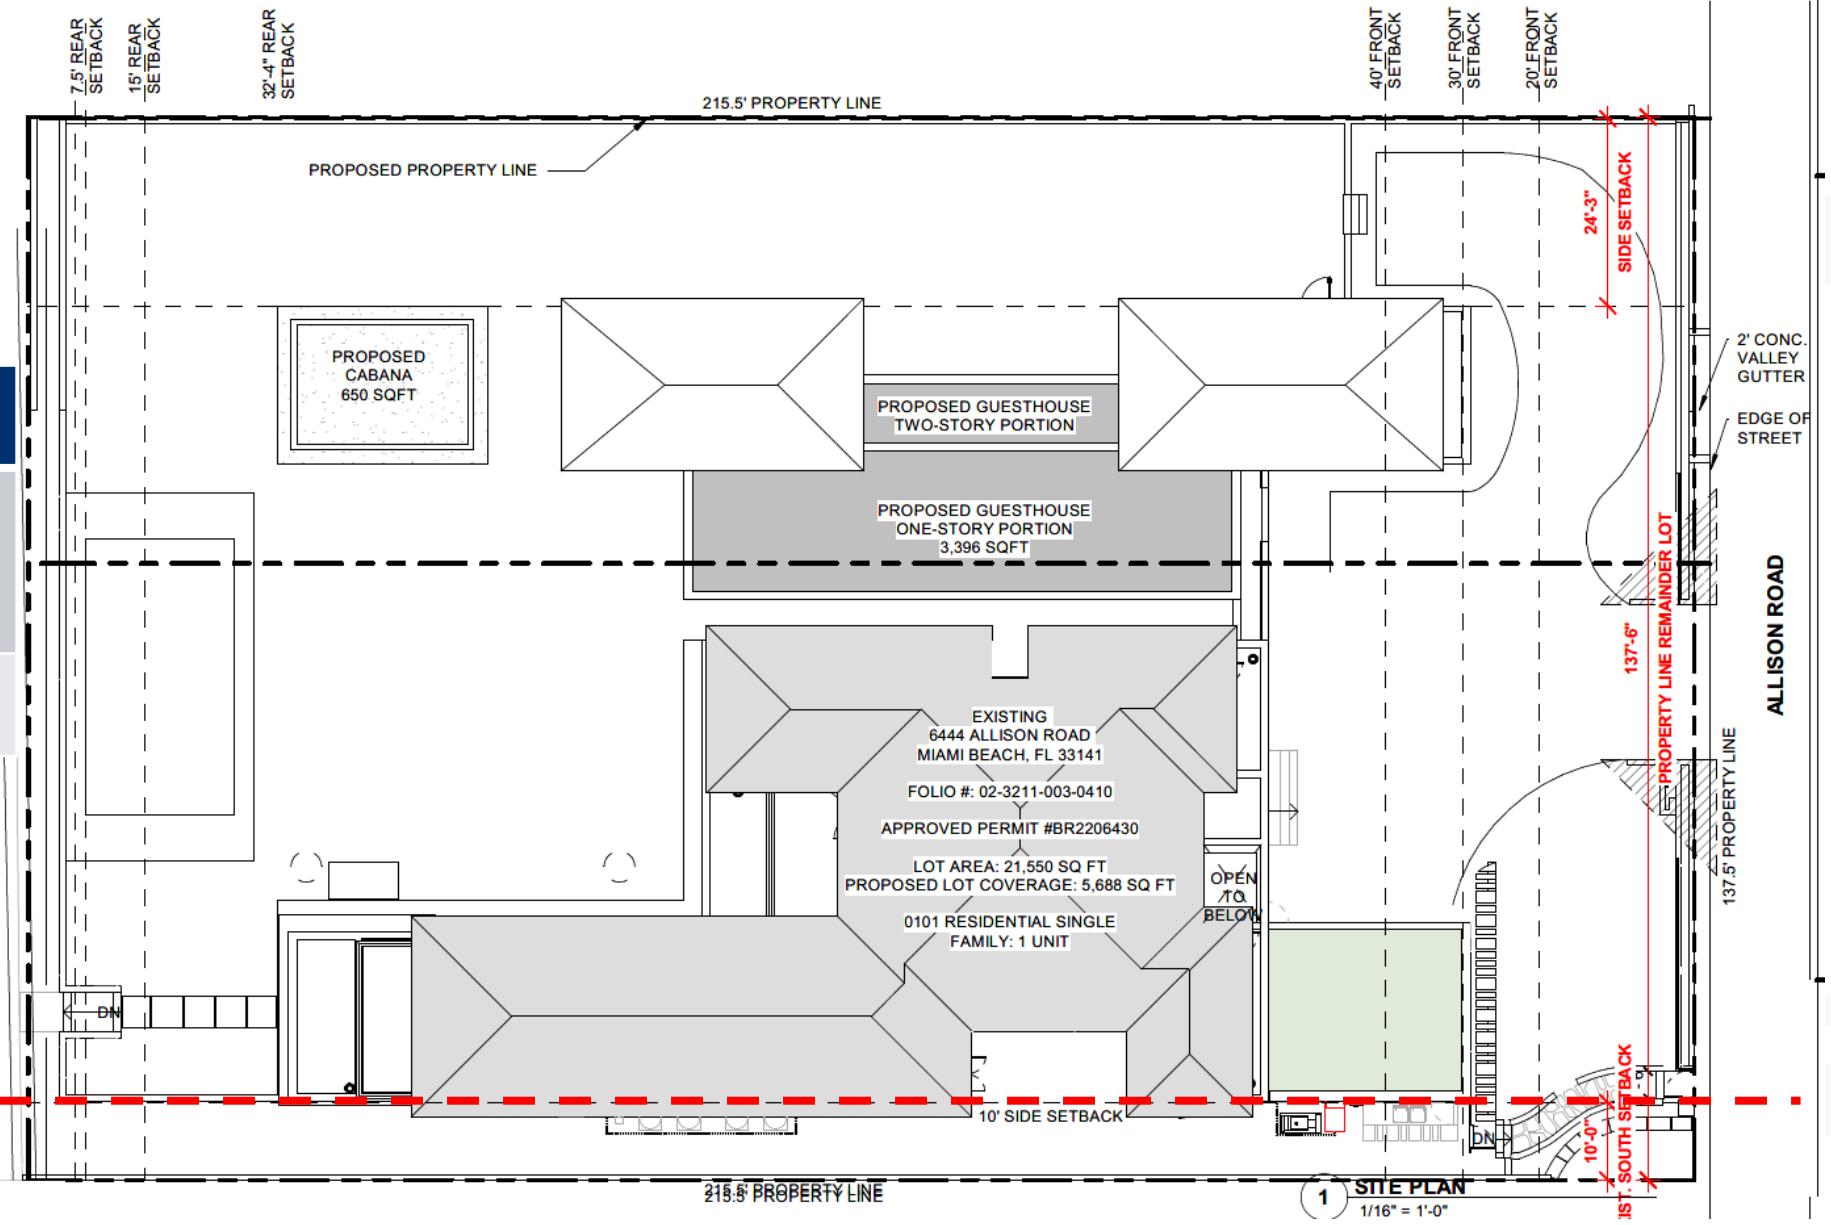 7.5' REAR
SETBACK
15' REAR
SETBACK
32'-4" REAR
SETBACK
40' FRONT
SETBACK
30' FRONT
SETBACK
20' FRONT
SETBACK
215.5' PROPERTY LINE
PROPOSED PROPERTY LINE
24'-3"
SIDE SETBACK
2' CONC.
VALLEY
GUTTER
EDGE OF
STREET
PROPOSED
CABANA
650 SQFT
PROPOSED GUESTHOUSE
TWO-STORY PORTION
PROPOSED GUESTHOUSE
ONE-STORY PORTION
3,396 SQFT
137'-6"
PROPERTY LINE REMAINDER LOT
ALLISON ROAD
137.5' PROPERTY LINE
EXISTING
6444 ALLISON ROAD
MIAMI BEACH, FL 33141
FOLIO #: 02-3211-003-0410
APPROVED PERMIT #BR2206430
LOT AREA: 21,550 SQ FT
PROPOSED LOT COVERAGE: 5,688 SQ FT
0101 RESIDENTIAL SINGLE
FAMILY: 1 UNIT
OPEN
TO
BELOW
DN
10' SIDE SETBACK
DN
10'-0"
SOUTH SETBACK
215.5' PROPERTY LINE
1
SITE PLAN
1/16" = 1'-0"